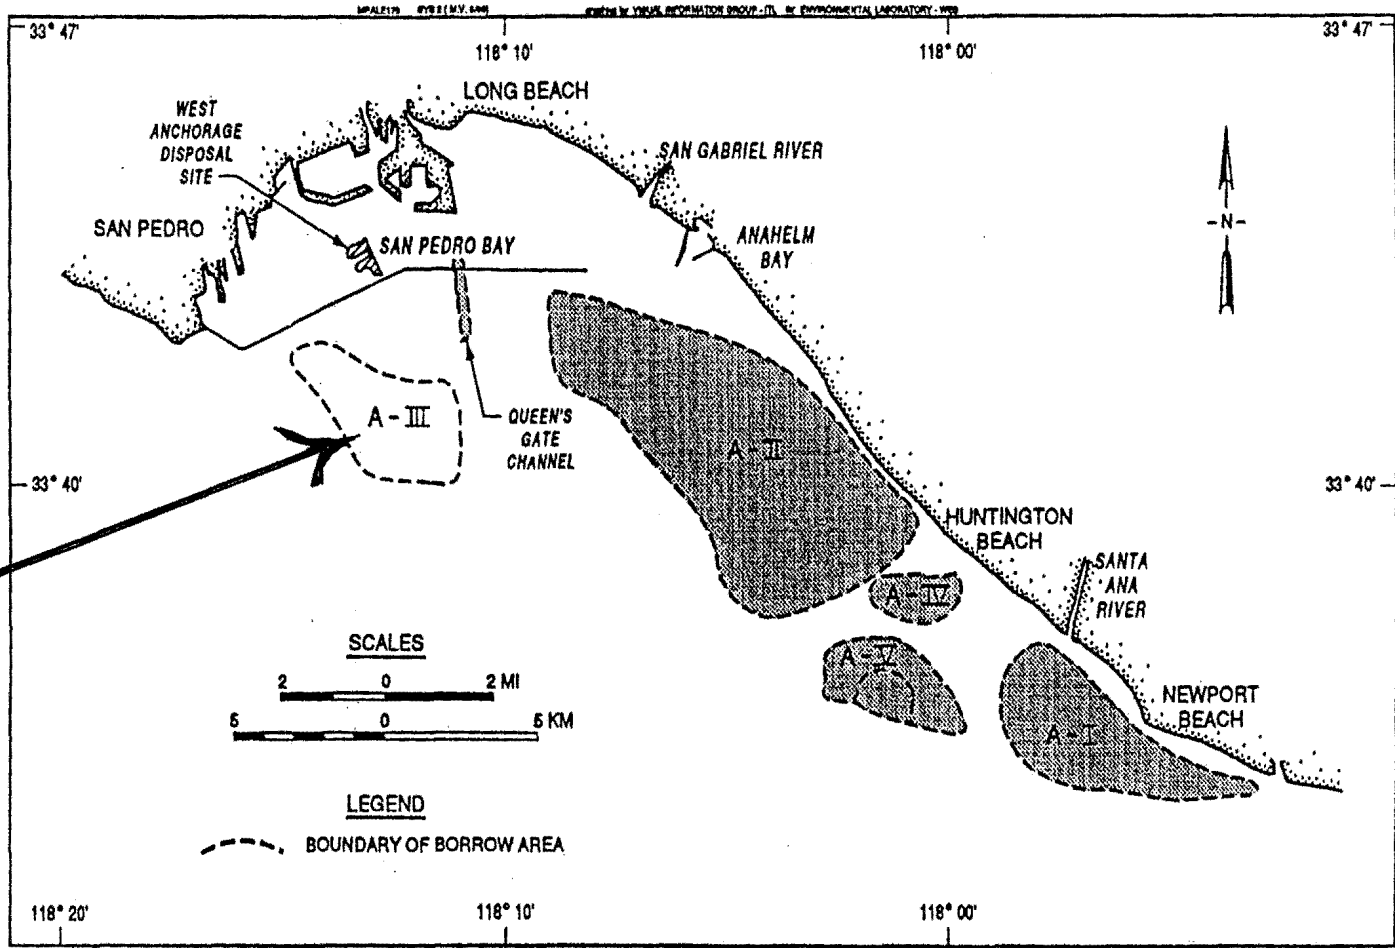 33° 47'
118° 10'
118° 00'
33° 47'
LONG BEACH
WEST
ANCHORAGE
DISPOSAL
SITE
SAN GABRIEL RIVER
SAN PEDRO
SAN PEDRO BAY
ANAHELM
BAY
-N-
A-III
QUEEN'S
GATE
CHANNEL
A-II
33° 40'
33° 40'
HUNTINGTON
BEACH
SANTA
ANA
RIVER
A-IV
A-V
A-I
NEWPORT
BEACH
SCALES
2 0 2 MI
5 0 5 KM
LEGEND
BOUNDARY OF BORROW AREA
118° 20'
118° 10'
118° 00'